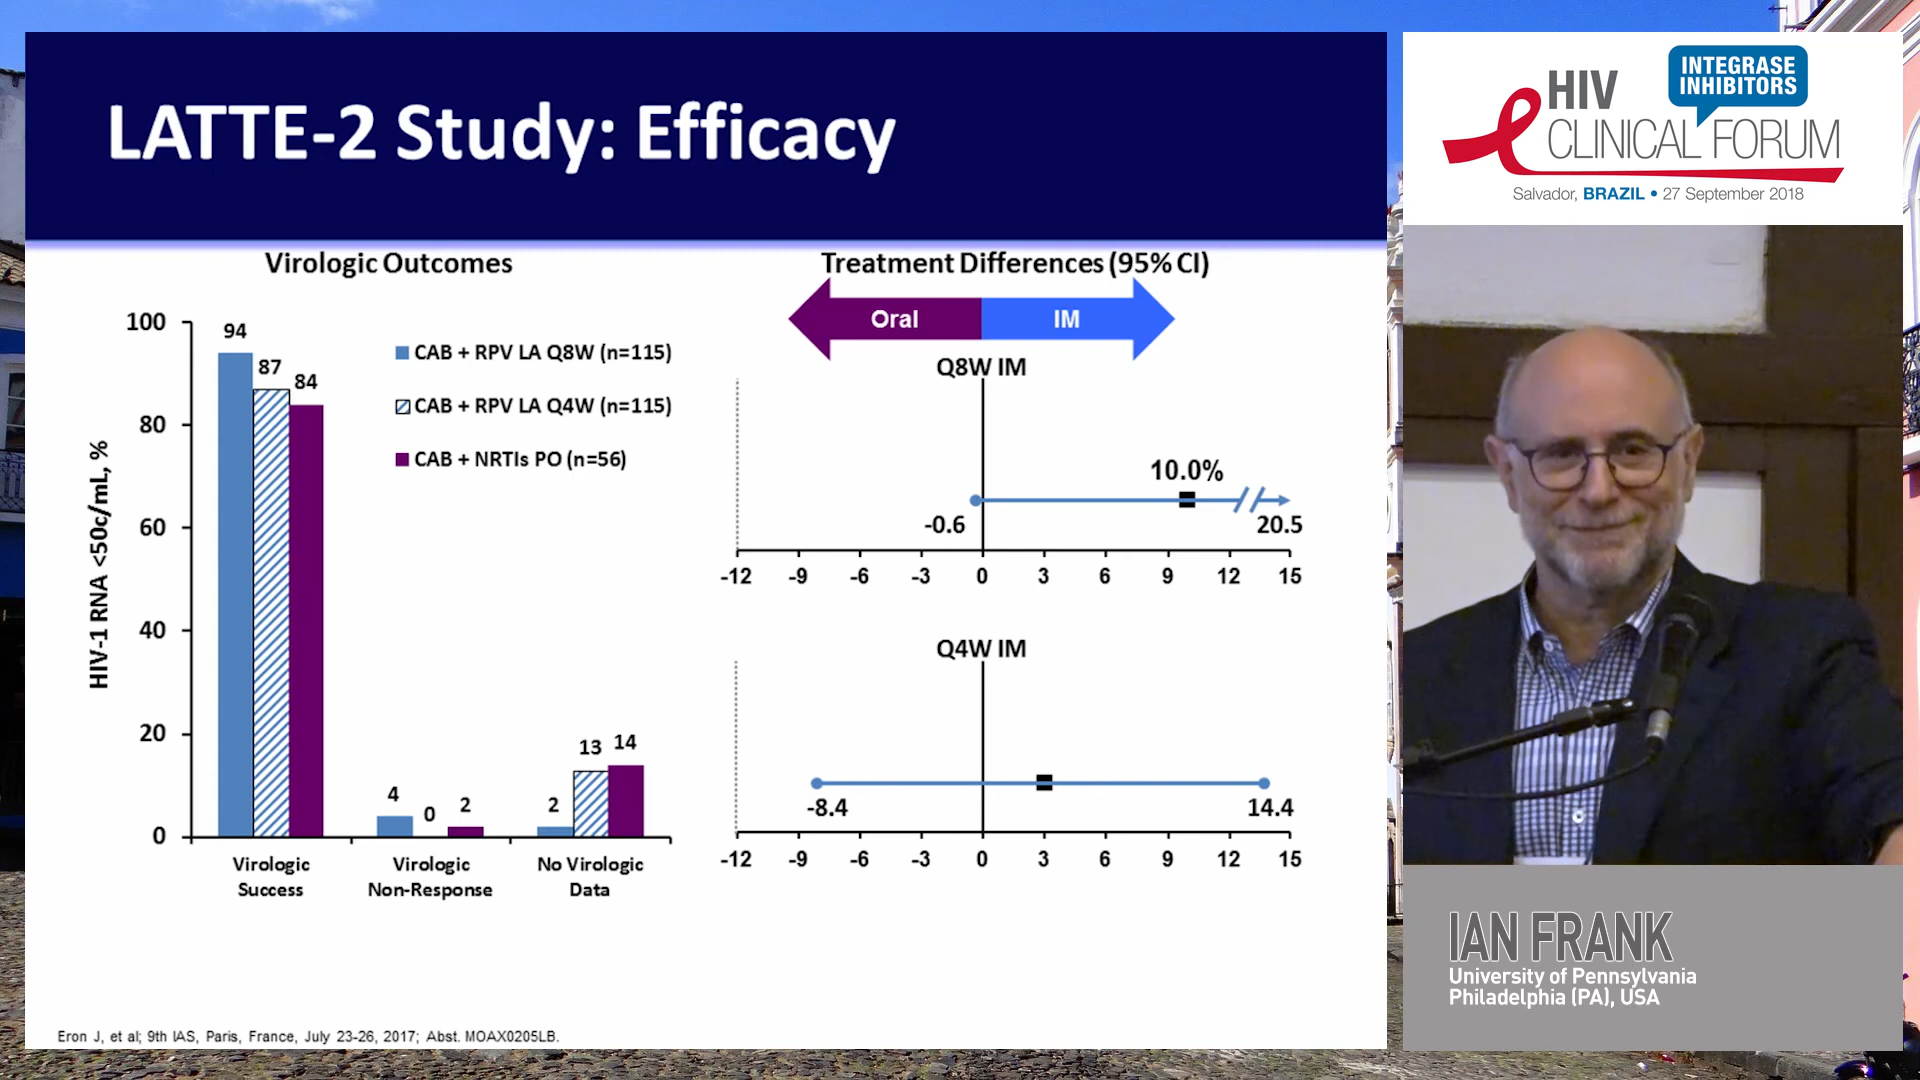 LATTE-2 Study: Efficacy
Virologic Outcomes
HIV-1 RNA <50c/mL, %
100
80
60
40
20
0
94
87
84
4
0
2
2
13
14
CAB + RPV LA Q8W (n=115)
CAB + RPV LA Q4W (n=115)
CAB + NRTIs PO (n=56)
Virologic
Success
Virologic
Non-Response
No Virologic
Data
Treatment Differences (95% CI)
Oral
IM
Q8W IM
10.0%
-0.6
20.5
-12 -9 -6 -3 0 3 6 9 12 15
Q4W IM
-8.4
14.4
-12 -9 -6 -3 0 3 6 9 12 15
Eron J, et al; 9th IAS, Paris, France, July 23-26, 2017; Abst. MOAX0205LB.
INTEGRASE
INHIBITORS
HIV
CLINICAL FORUM
Salvador, BRAZIL • 27 September 2018
IAN FRANK
University of Pennsylvania
Philadelphia (PA), USA